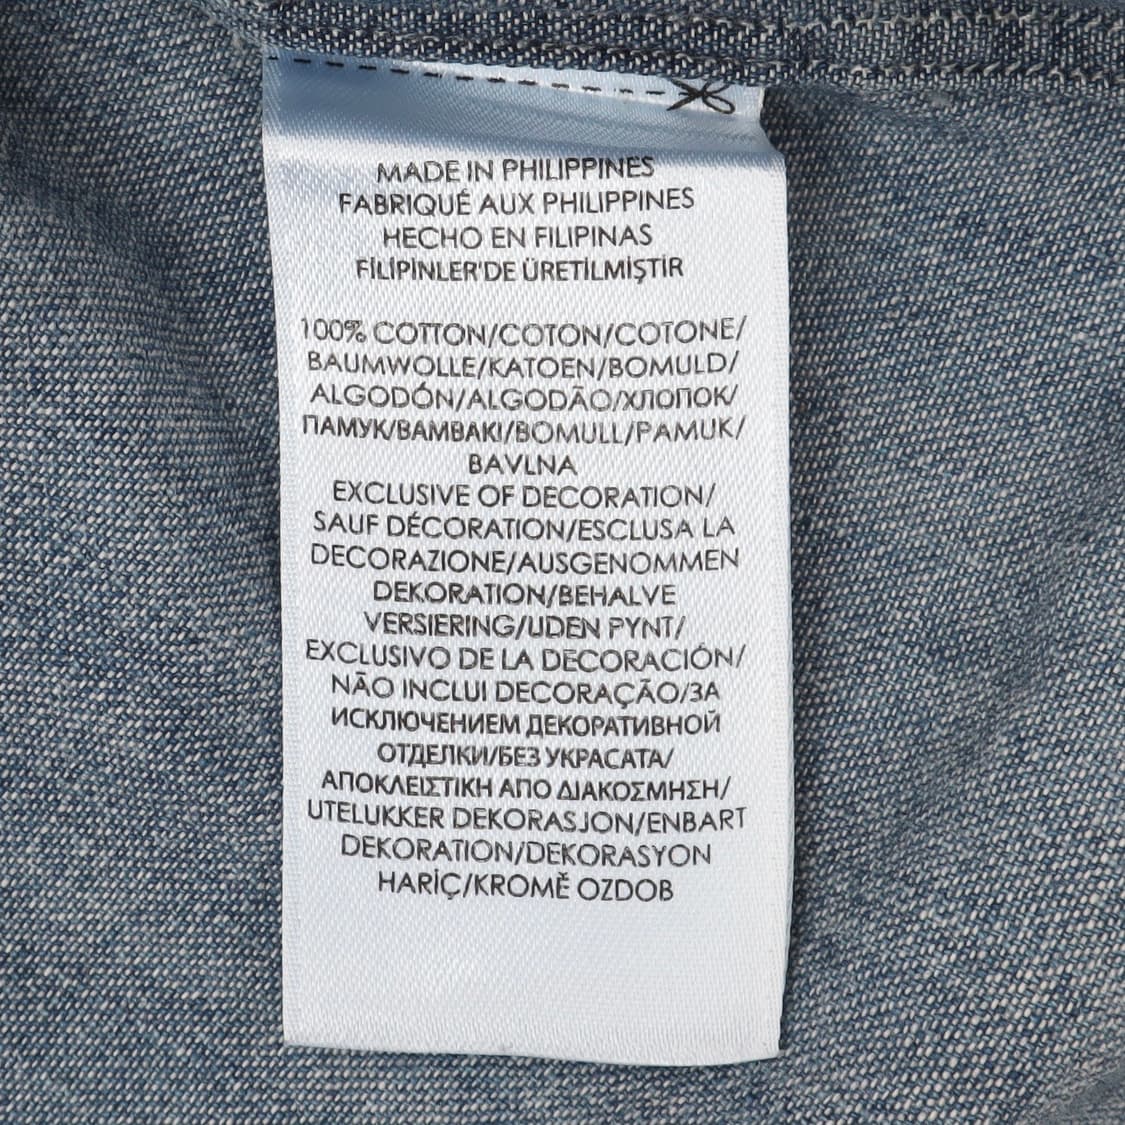 MADE IN PHILIPPINES
FABRIQUÉ AUX PHILIPPINES
HECHO EN FILIPINAS
FİLİPİNLER'DE ÜRETİLMİŞTİR
100% COTTON/COTON/COTONE/
BAUMWOLLE/KATOEN/BOMULD/
ALGODÓN/ALGODÃO/ХЛОПОК/
ПАМУК/ΒΑΜΒΑΚΙ/BOMULL/PAMUK/
BAVLNA
EXCLUSIVE OF DECORATION/
SAUF DÉCORATION/ESCLUSA LA
DECORAZIONE/AUSGENOMMEN
DEKORATION/BEHALVE
VERSIERING/UDEN PYNT/
EXCLUSIVO DE LA DECORACIÓN/
NÃO INCLUI DECORAÇÃO/ЗА
ИСКЛЮЧЕНИЕМ ДЕКОРАТИВНОЙ
ОТДЕЛКИ/БЕЗ УКРАСАТА/
ΑΠΟΚΛΕΙΣΤΙΚΗ ΑΠΟ ΔΙΑΚΟΣΜΗΣΗ/
UTELUKKER DEKORASJON/ENBART
DEKORATION/DEKORASYON
HARİÇ/KROMĚ OZDOB